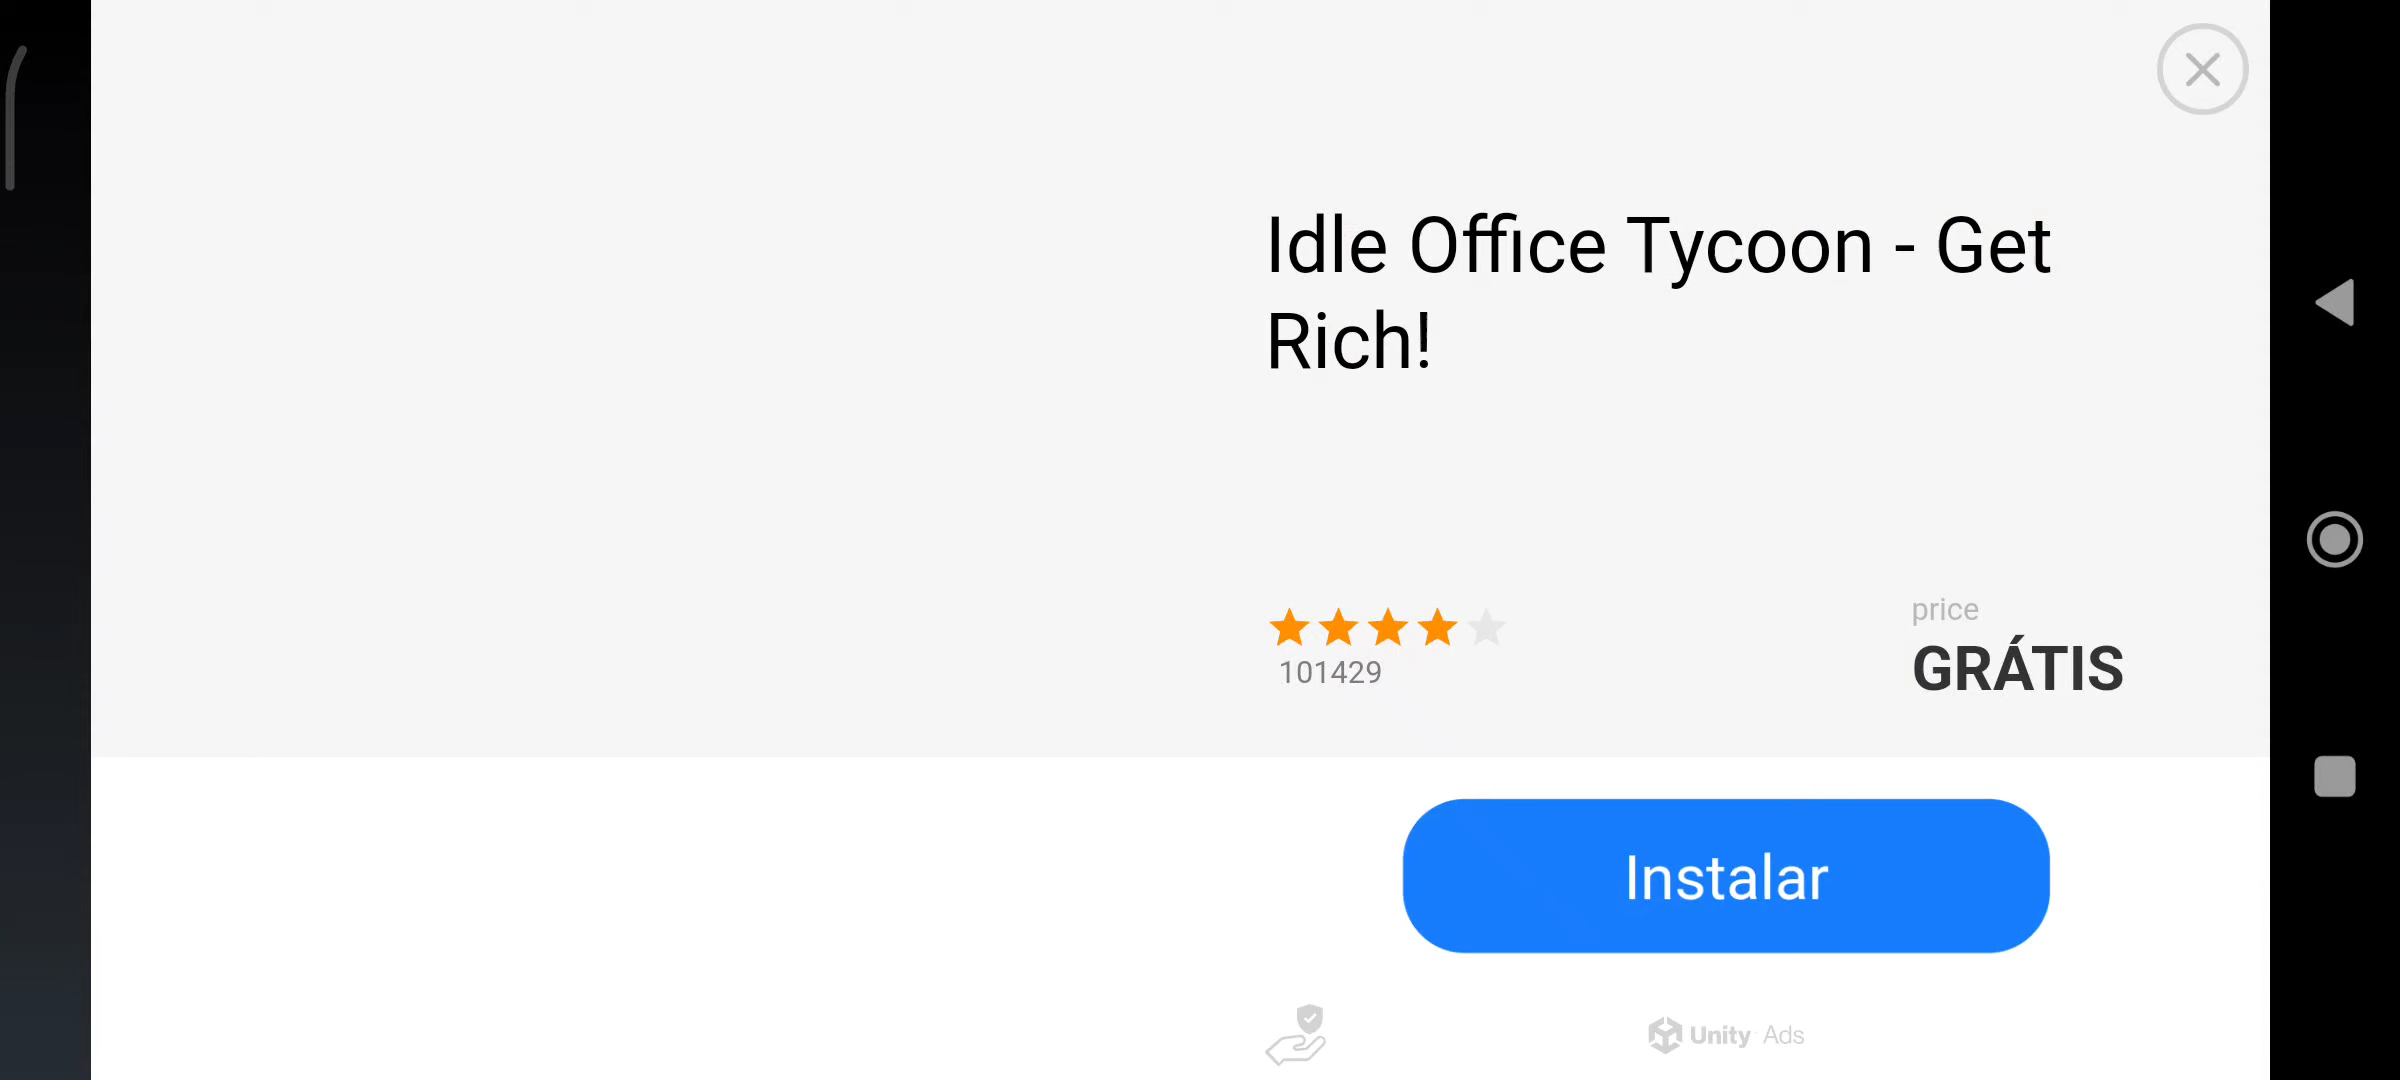 Idle Office Tycoon - Get
Rich!
101429
price
GRÁTIS
Instalar
Unity Ads